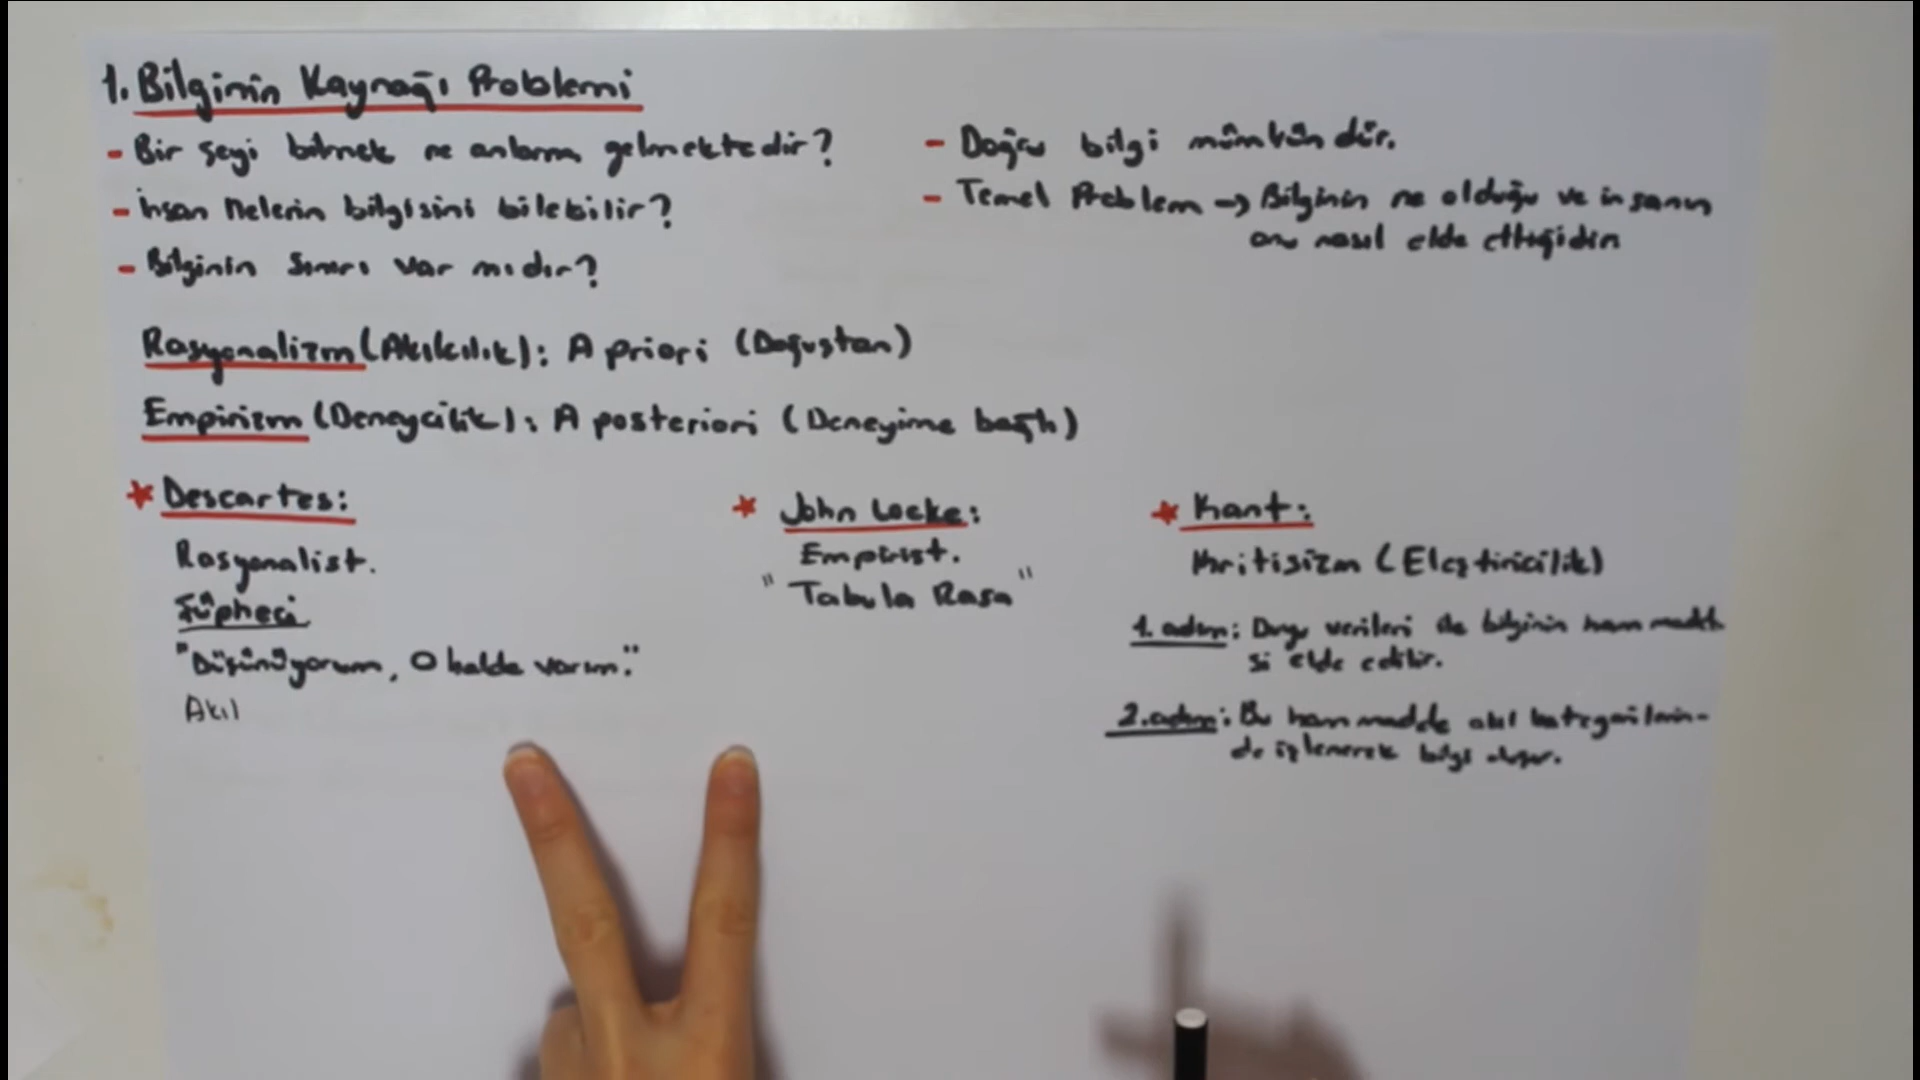 1. Bilginin Kaynağı Problemi
- Bir şeyi bilmek ne anlama gelmektedir?
- İnsan Nelerin bilgisini bilebilir?
- Bilginin Sınırı var mıdır?
- Doğru bilgi mümkündür.
- Temel Problem → Bilginin ne olduğu ve insanın
onu nasıl elde ettiğidir
Rasyonalizm (Akılcılık): A priori (Doğuştan)
Empirizm (Deneycilik): A posteriori (Deneyime bağlı)
* Descartes:
Rasyonalist.
Şüpheci
"Düşünüyorum, O halde varım."
Akıl
* John Locke:
Empirist.
"Tabula Rasa"
* Kant:
Kritisizm (Eleştiricilik)
1. adım: Duyu verileri ile bilginin ham madde
si elde edilir.
2. adım: Bu ham madde akıl kategorilerin-
de işlenerek bilgi oluşur.